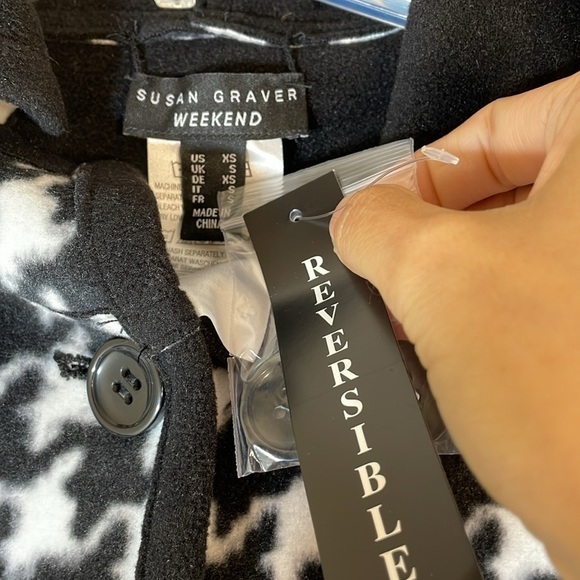 SUSAN GRAVER
WEEKEND
US XS
UK S
DE XS
IT S
FR S
MADE IN
CHINA
REVERSIBLE